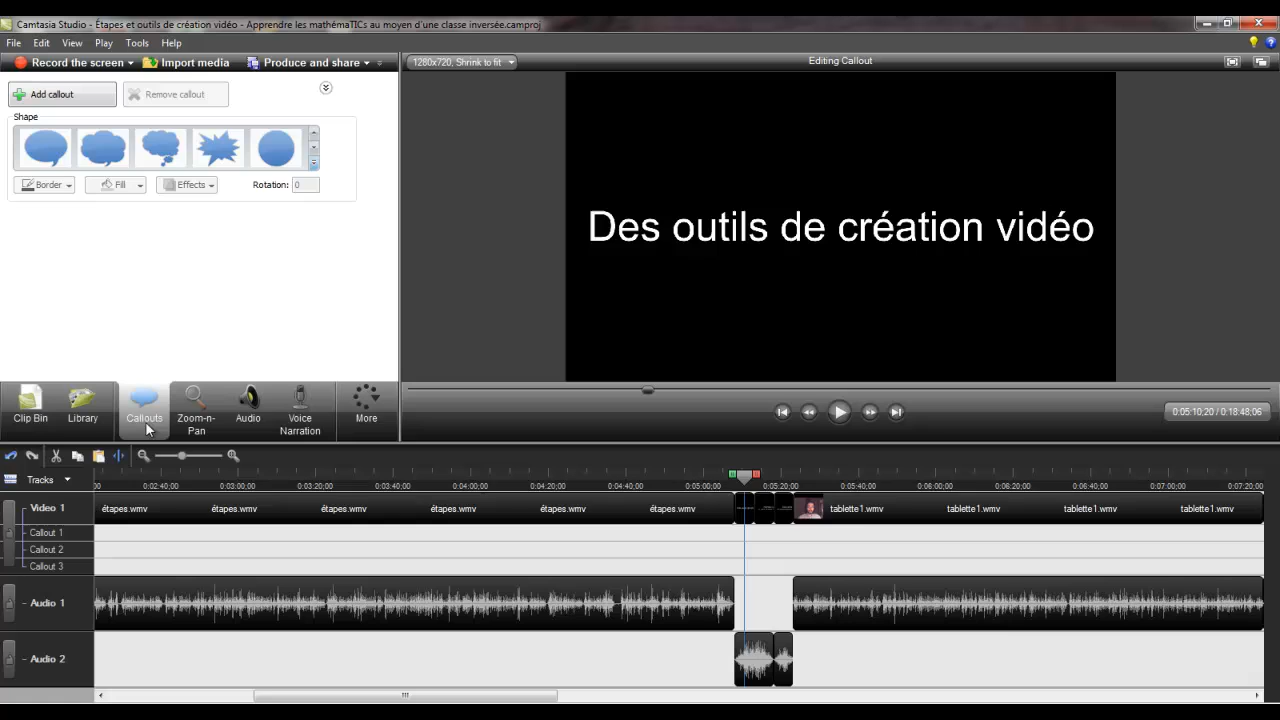 Camtasia Studio - Étapes et outils de création vidéo - Apprendre les mathémaTICs au moyen d'une classe inversée.camproj
File Edit View Play Tools Help
Record the screen Import media Produce and share
1280x720, Shrink to fit
Editing Callout
Add callout
Remove callout
Shape
Border
Fill
Effects
Rotation: 0
Des outils de création vidéo
Clip Bin
Library
Callouts
Zoom-n-Pan
Audio
Voice Narration
More
0:05:10,20 / 0:18:48,06
Tracks
0:02:40;00 0:03:00;00 0:03:20;00 0:03:40;00 0:04:00;00 0:04:20;00 0:04:40;00 0:05:00;00 0:05:20;00 0:05:40;00 0:06:00;00 0:06:20;00 0:06:40;00 0:07:00;00 0:07:20;00
Video 1
étapes.wmv étapes.wmv étapes.wmv étapes.wmv étapes.wmv étapes.wmv tablette1.wmv tablette1.wmv tablette1.wmv tablette1.wmv
Callout 1
Callout 2
Callout 3
Audio 1
Audio 2